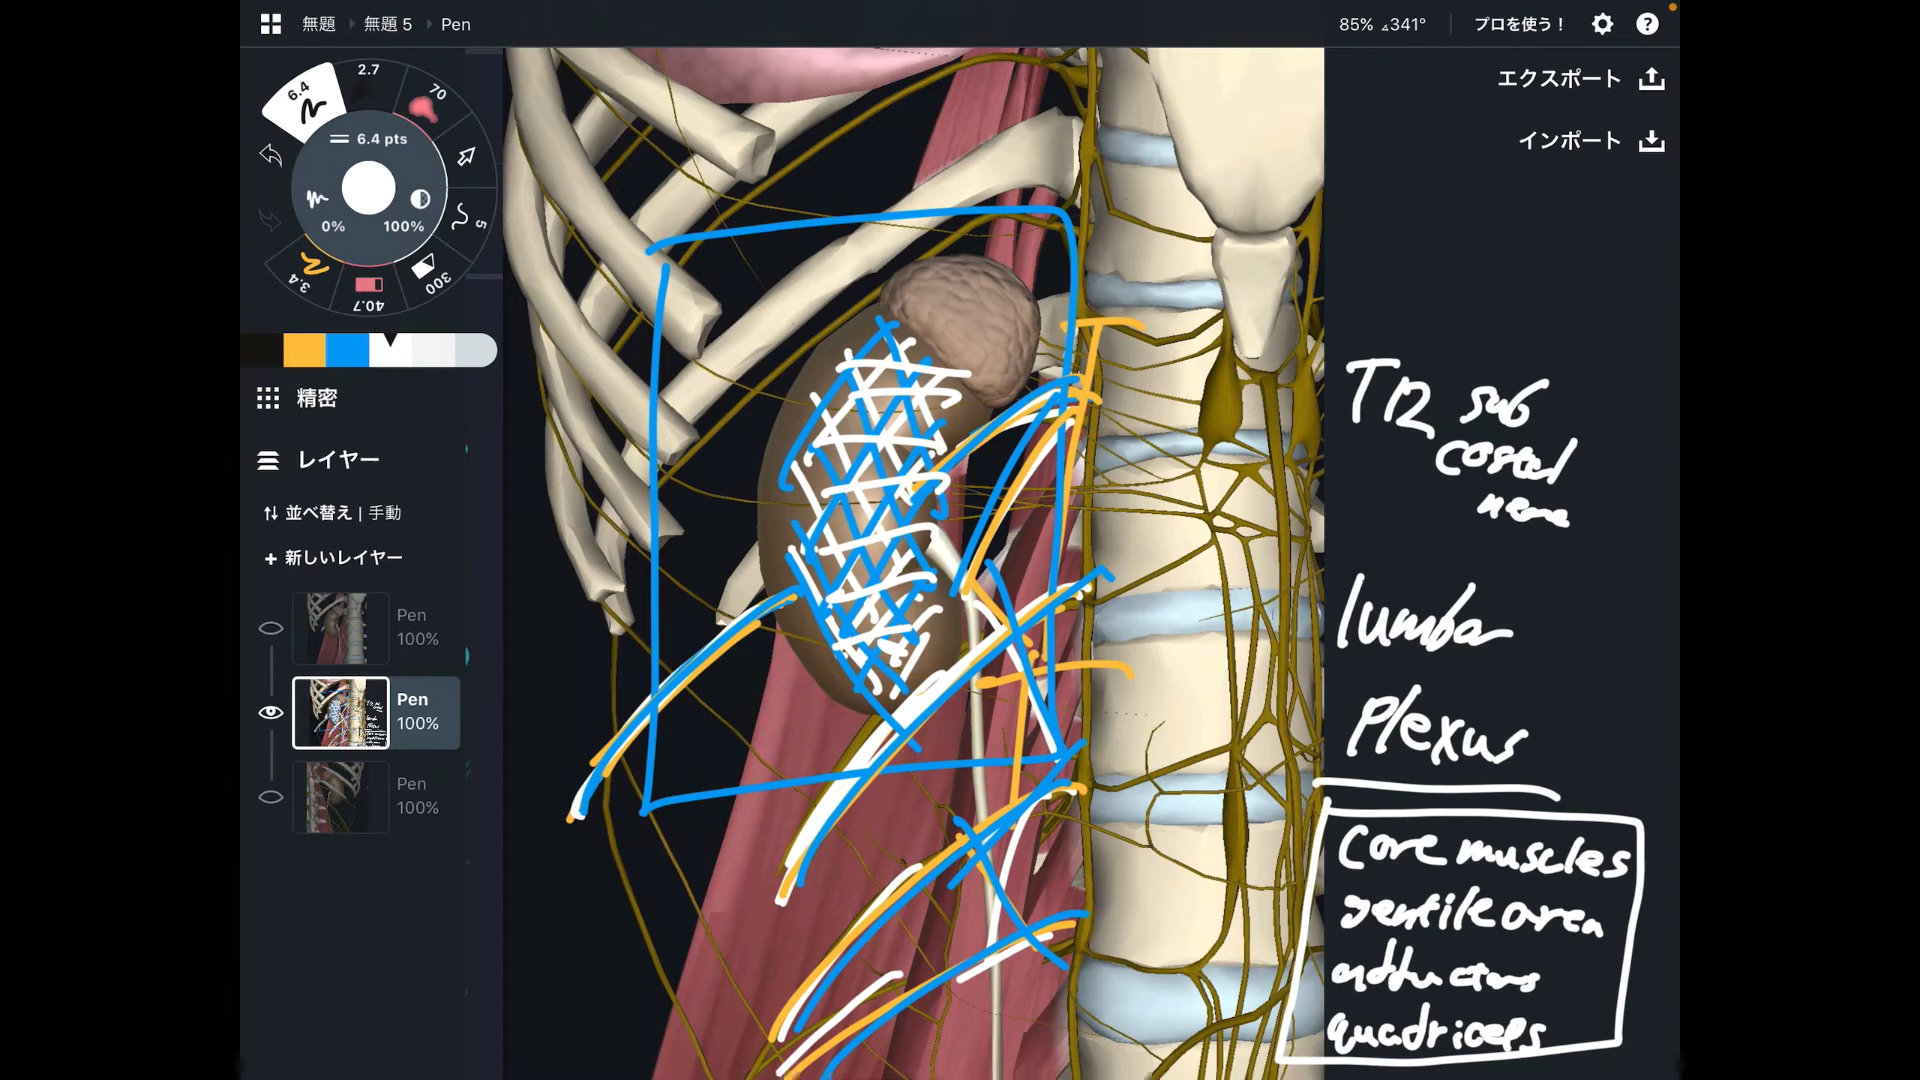 無題 無題 5 Pen
85% ⊿341° プロを使う！
エクスポート
インポート
2.7
6.4
70
6.4 pts
5
0% 100%
3.4
40.7
300
精密
レイヤー
並べ替え | 手動
+ 新しいレイヤー
Pen
100%
Pen
100%
Pen
100%
T12 sub
costal
nerve
lumbar
plexus
core muscles
gentile area
adductors
quadriceps